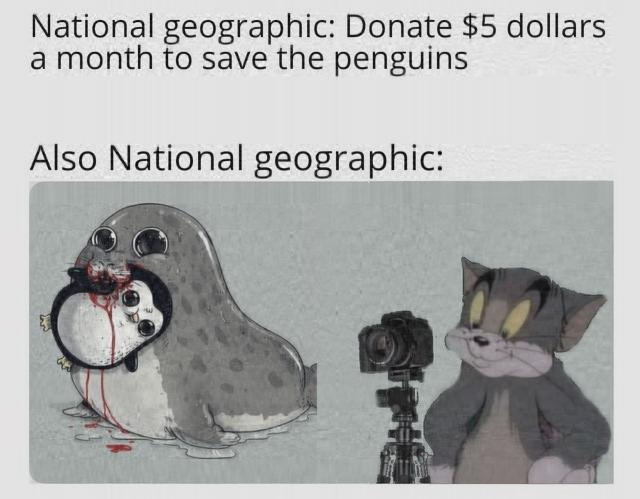 National geographic: Donate $5 dollars
a month to save the penguins
Also National geographic: